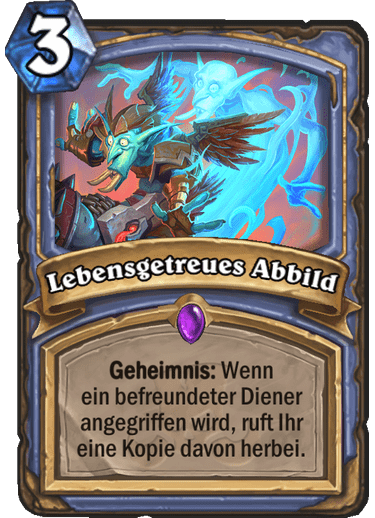 3
Lebensgetreues Abbild
Geheimnis: Wenn
ein befreundeter Diener
angegriffen wird, ruft Ihr
eine Kopie davon herbei.